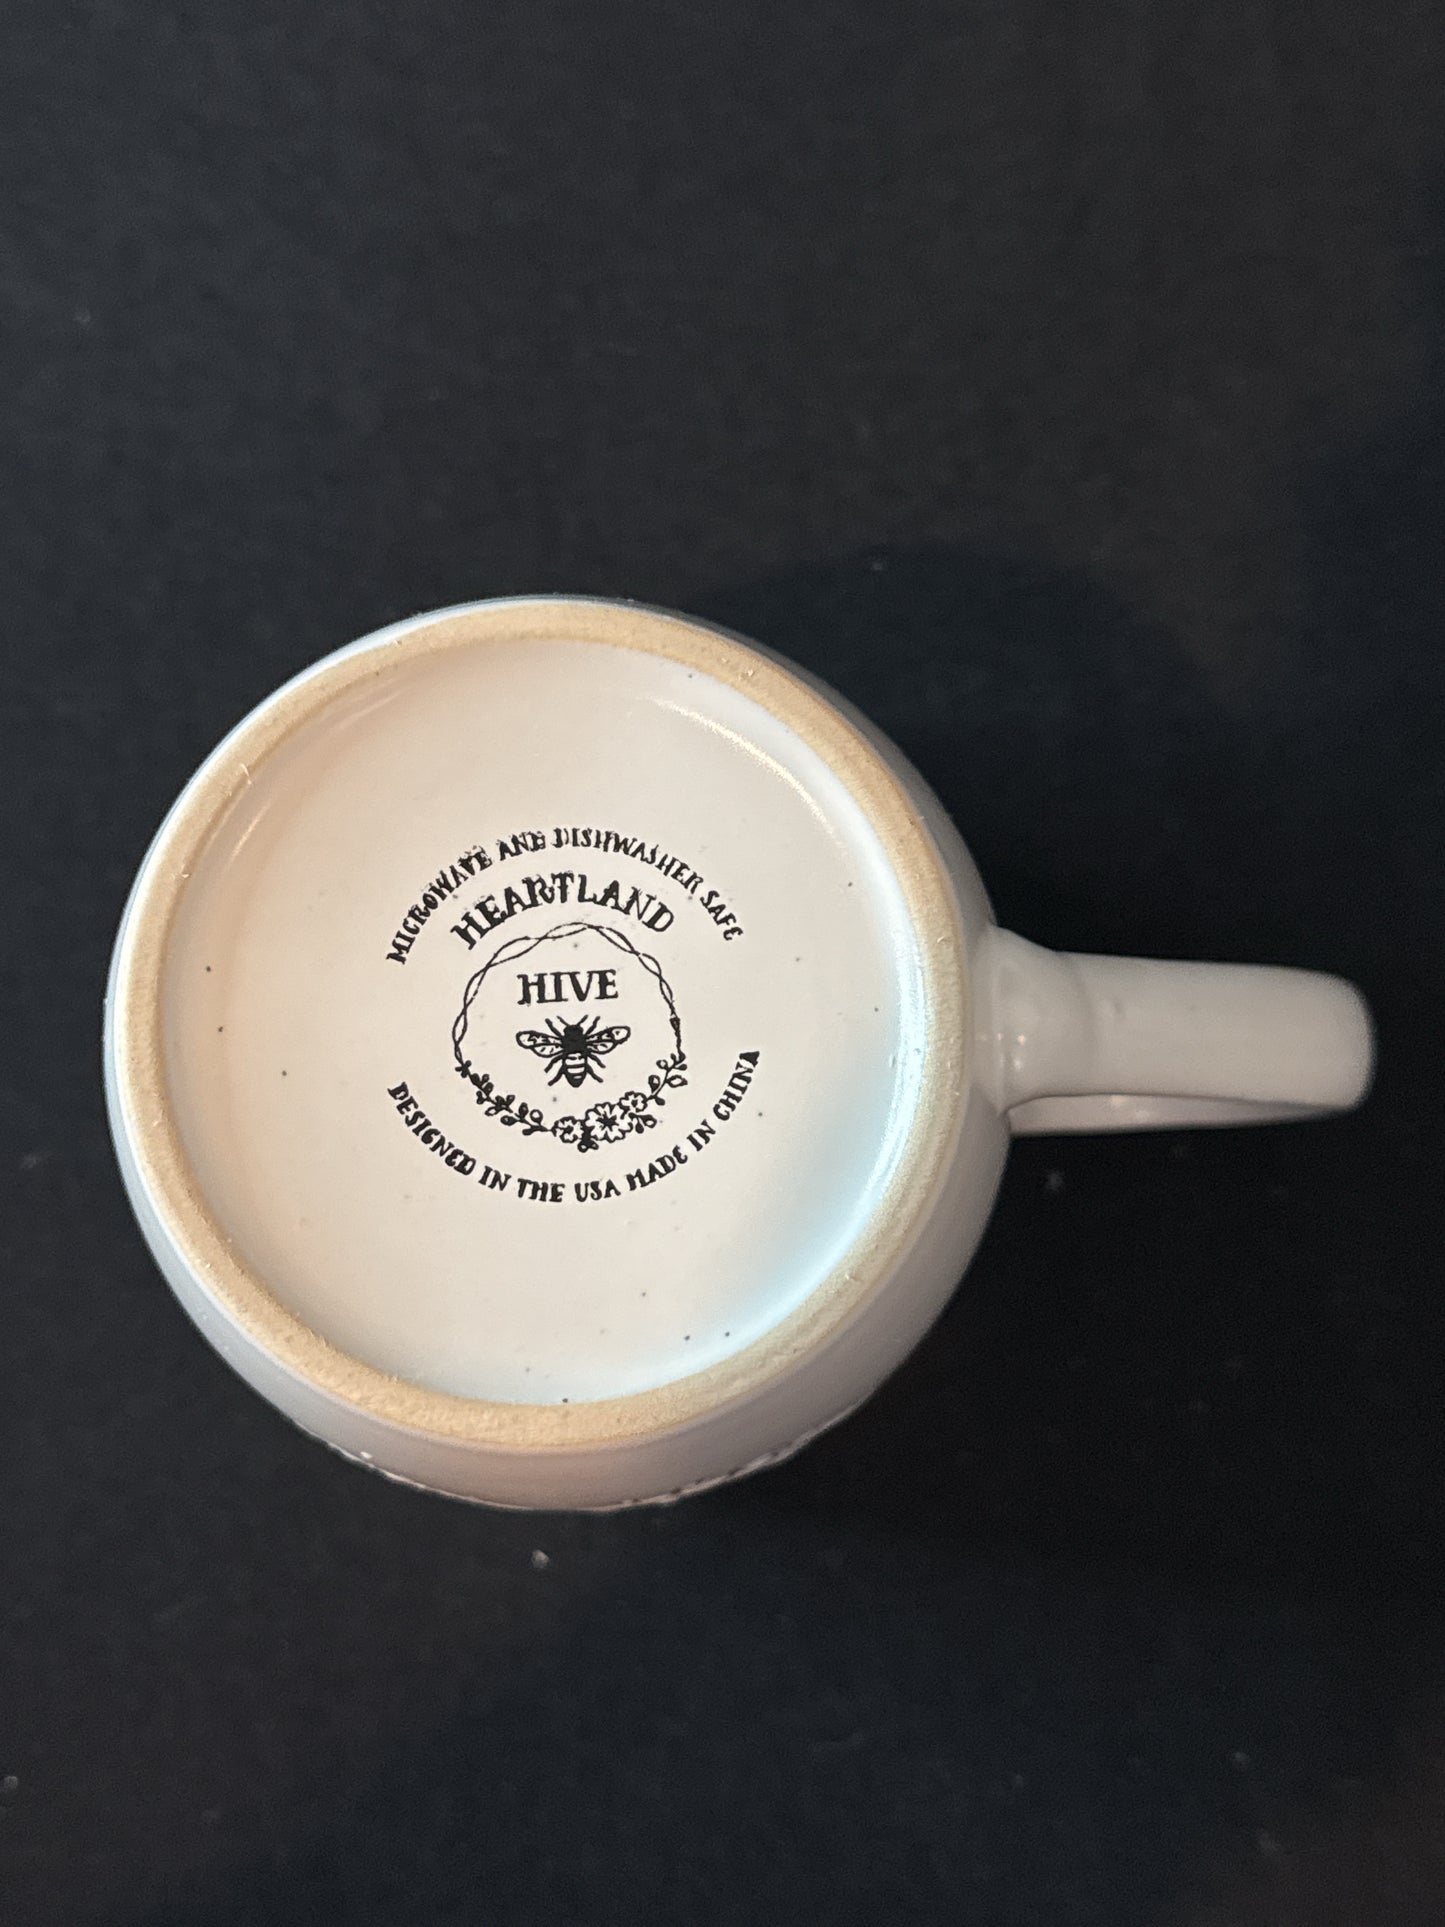 MICROWAVE AND DISHWASHER SAFE
HEARTLAND
HIVE
DESIGNED IN THE USA MADE IN CHINA